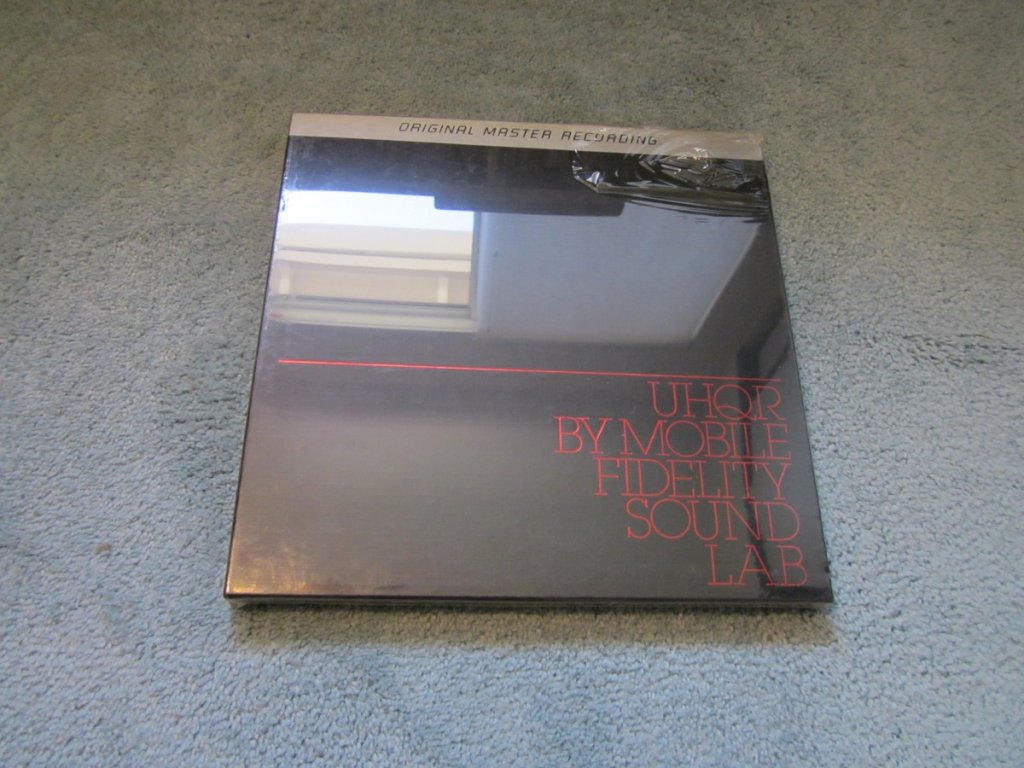 ORIGINAL MASTER RECORDING
UHQR
BY MOBILE
FIDELITY
SOUND
LAB